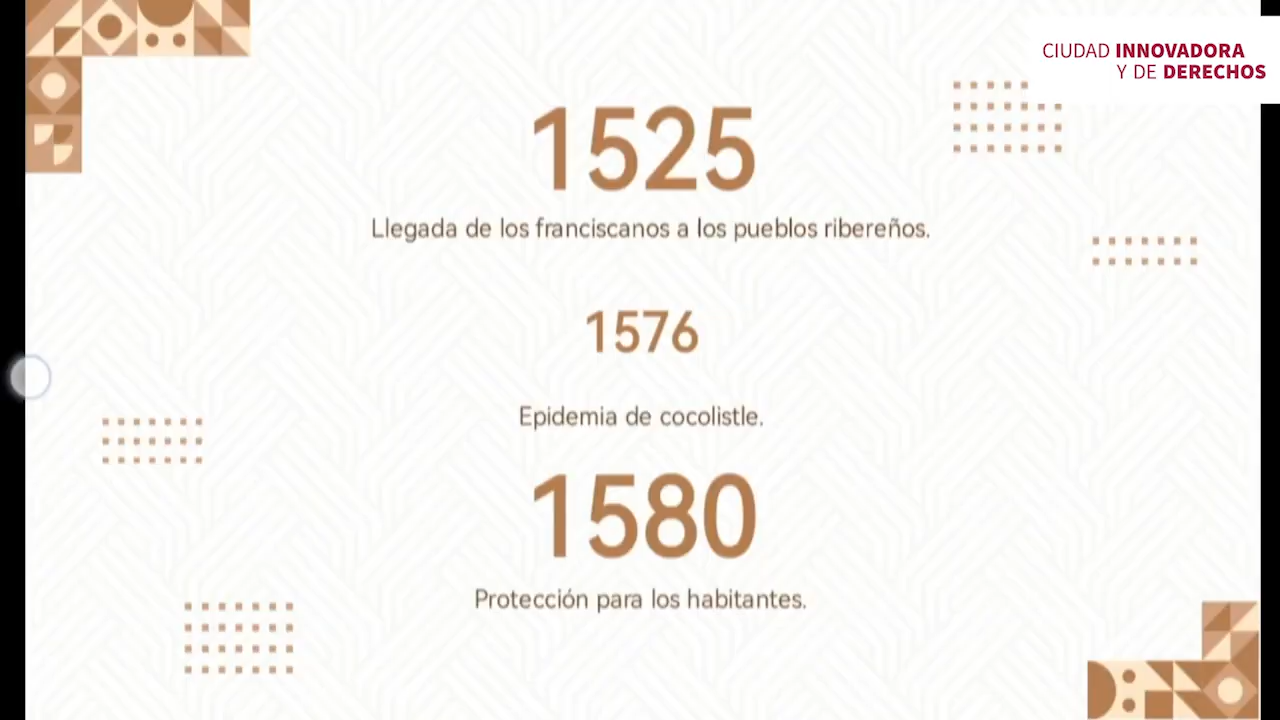 CIUDAD INNOVADORA
Y DE DERECHOS
1525
Llegada de los franciscanos a los pueblos ribereños.
1576
Epidemia de cocolistle.
1580
Protección para los habitantes.